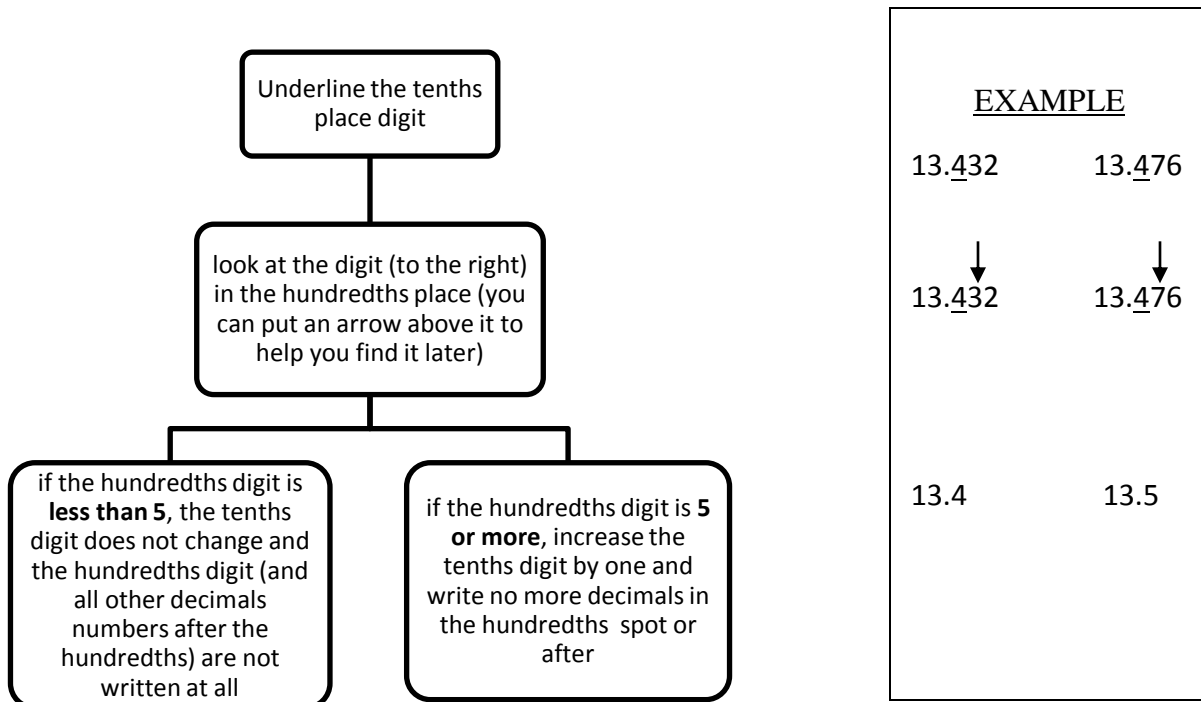 Underline the tenths
place digit
look at the digit (to the right)
in the hundredths place (you
can put an arrow above it to
help you find it later)
if the hundredths digit is
less than 5, the tenths
digit does not change and
the hundredths digit (and
all other decimals
numbers after the
hundredths) are not
written at all
if the hundredths digit is 5
or more, increase the
tenths digit by one and
write no more decimals in
the hundredths spot or
after
EXAMPLE
13.432 13.476
13.432 13.476
13.4 13.5